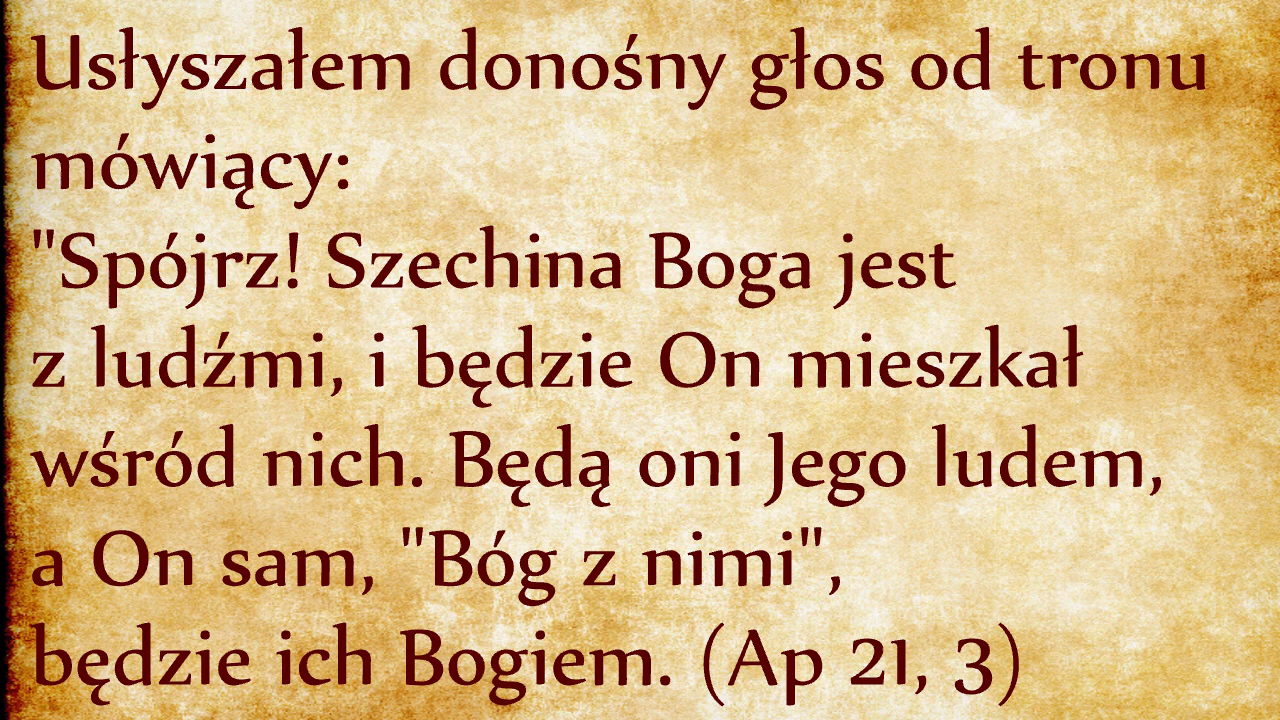 Usłyszałem donośny głos od tronu
mówiący:
"Spójrz! Szechina Boga jest
z ludźmi, i będzie On mieszkał
wśród nich. Będą oni Jego ludem,
a On sam, "Bóg z nimi",
będzie ich Bogiem. (Ap 21, 3)